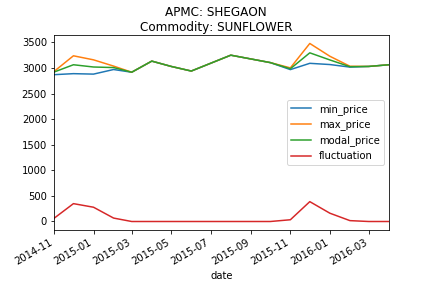 APMC: SHEGAON
Commodity: SUNFLOWER
3500
3000
2500
2000
1500
1000
500
0
min_price
max_price
modal_price
fluctuation
2014-11
2015-01
2015-03
2015-05
2015-07
2015-09
2015-11
2016-01
2016-03
date